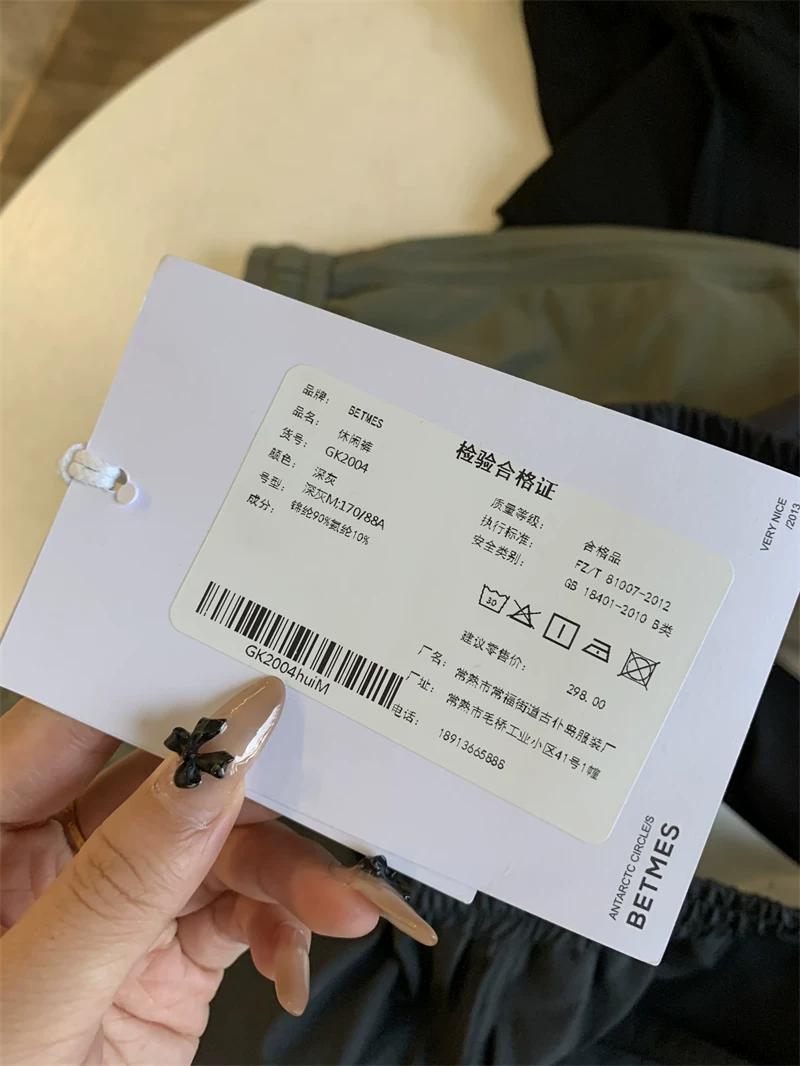 品牌： BETMES
品名： 休闲裤
货号： GK2004
颜色： 深灰
号型： 深灰M:170/88A
成分： 锦纶90%氨纶10%
GK2004huiM
检验合格证
质量等级： 合格品
执行标准： FZ/T 81007-2012
安全类别： GB 18401-2010 B类
30
建议零售价： 298.00
厂名： 常熟市常福街道古仆岛服装厂
厂址： 常熟市毛桥工业小区41号1幢
电话： 18913665886
VERY NICE
/2013
ANTARCTC CIRCLE/S
BETMES